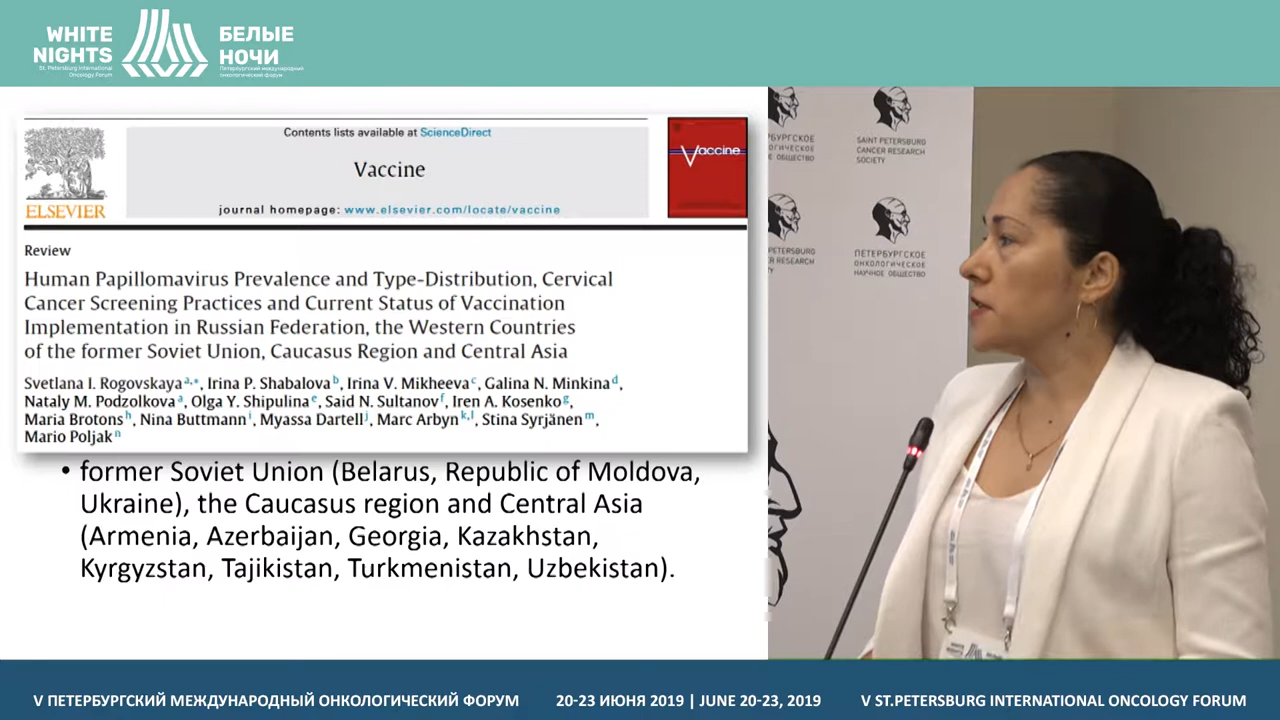 WHITE
NIGHTS
St. Petersburg International
Oncology Forum
БЕЛЫЕ
НОЧИ
Петербургский международный
онкологический форум
Contents lists available at ScienceDirect
Vaccine
journal homepage: www.elsevier.com/locate/vaccine
ELSEVIER
Vaccine
Review
Human Papillomavirus Prevalence and Type-Distribution, Cervical
Cancer Screening Practices and Current Status of Vaccination
Implementation in Russian Federation, the Western Countries
of the former Soviet Union, Caucasus Region and Central Asia
Svetlana I. Rogovskaya a,*, Irina P. Shabalova b, Irina V. Mikheeva c, Galina N. Minkina d,
Nataly M. Podzolkova a, Olga Y. Shipulina e, Said N. Sultanov f, Iren A. Kosenko g,
Maria Brotons h, Nina Buttmann i, Myassa Dartell j, Marc Arbyn k,l, Stina Syrjänen m,
Mario Poljak n
• former Soviet Union (Belarus, Republic of Moldova,
Ukraine), the Caucasus region and Central Asia
(Armenia, Azerbaijan, Georgia, Kazakhstan,
Kyrgyzstan, Tajikistan, Turkmenistan, Uzbekistan).
SAINT PETERSBURG
CANCER RESEARCH
SOCIETY
ПЕТЕРБУРГСКОЕ
ОНКОЛОГИЧЕСКОЕ
НАУЧНОЕ ОБЩЕСТВО
V ПЕТЕРБУРГСКИЙ МЕЖДУНАРОДНЫЙ ОНКОЛОГИЧЕСКИЙ ФОРУМ
20-23 ИЮНЯ 2019 | JUNE 20-23, 2019
V ST.PETERSBURG INTERNATIONAL ONCOLOGY FORUM